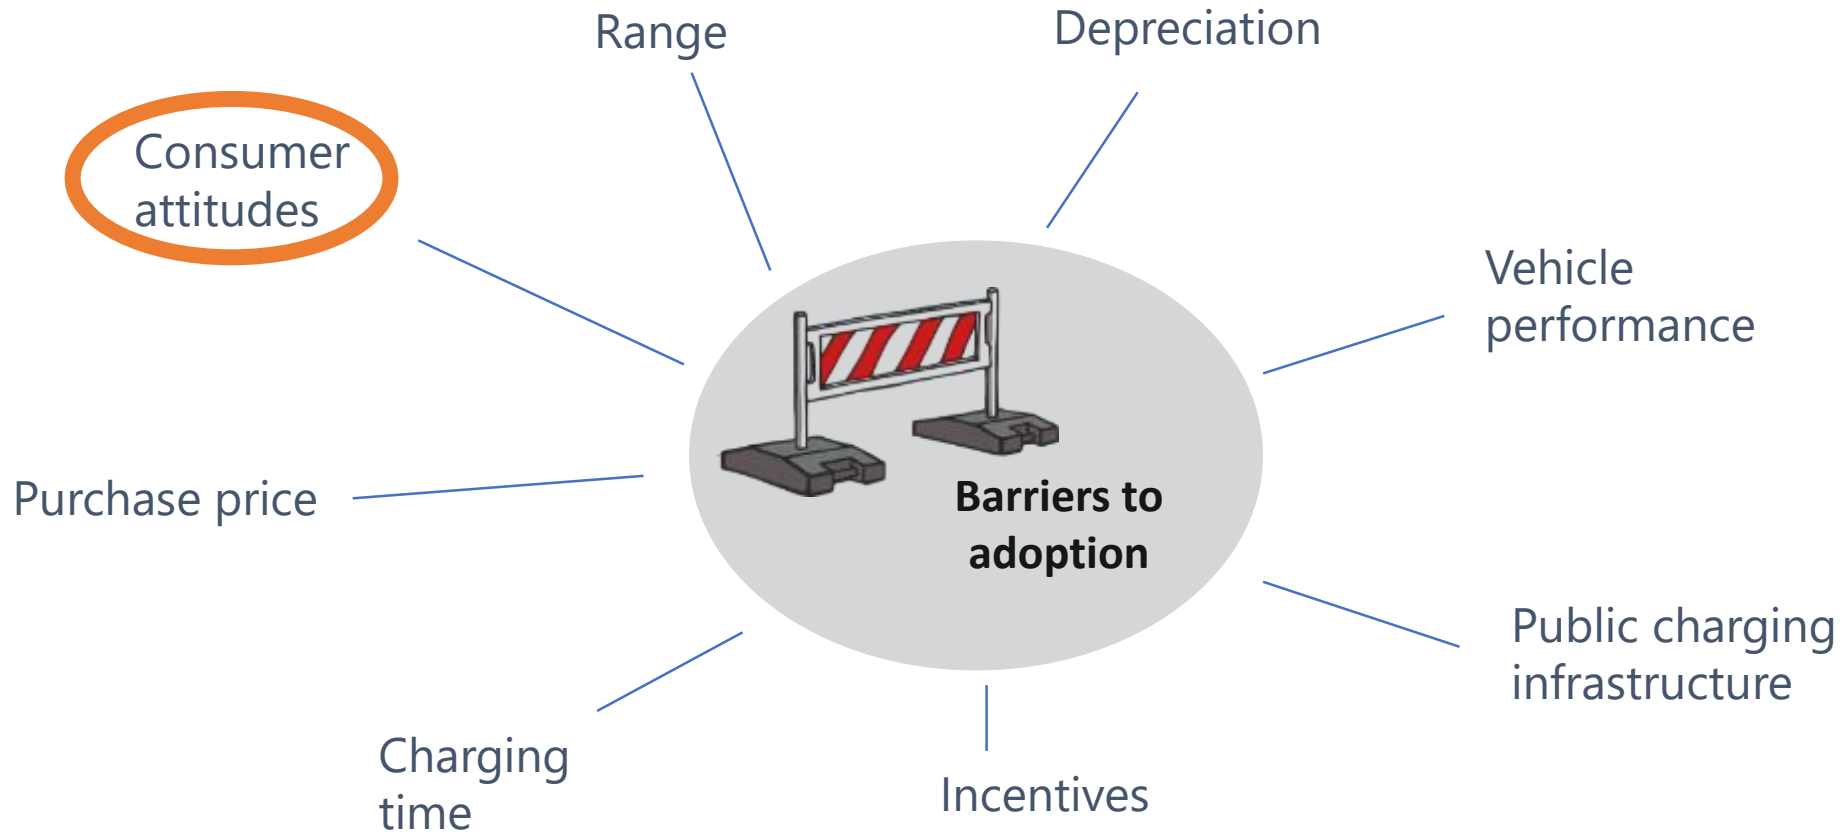 Range
Depreciation
Consumer
attitudes
Vehicle
performance
Purchase price
Barriers to
adoption
Public charging
infrastructure
Charging
time
Incentives